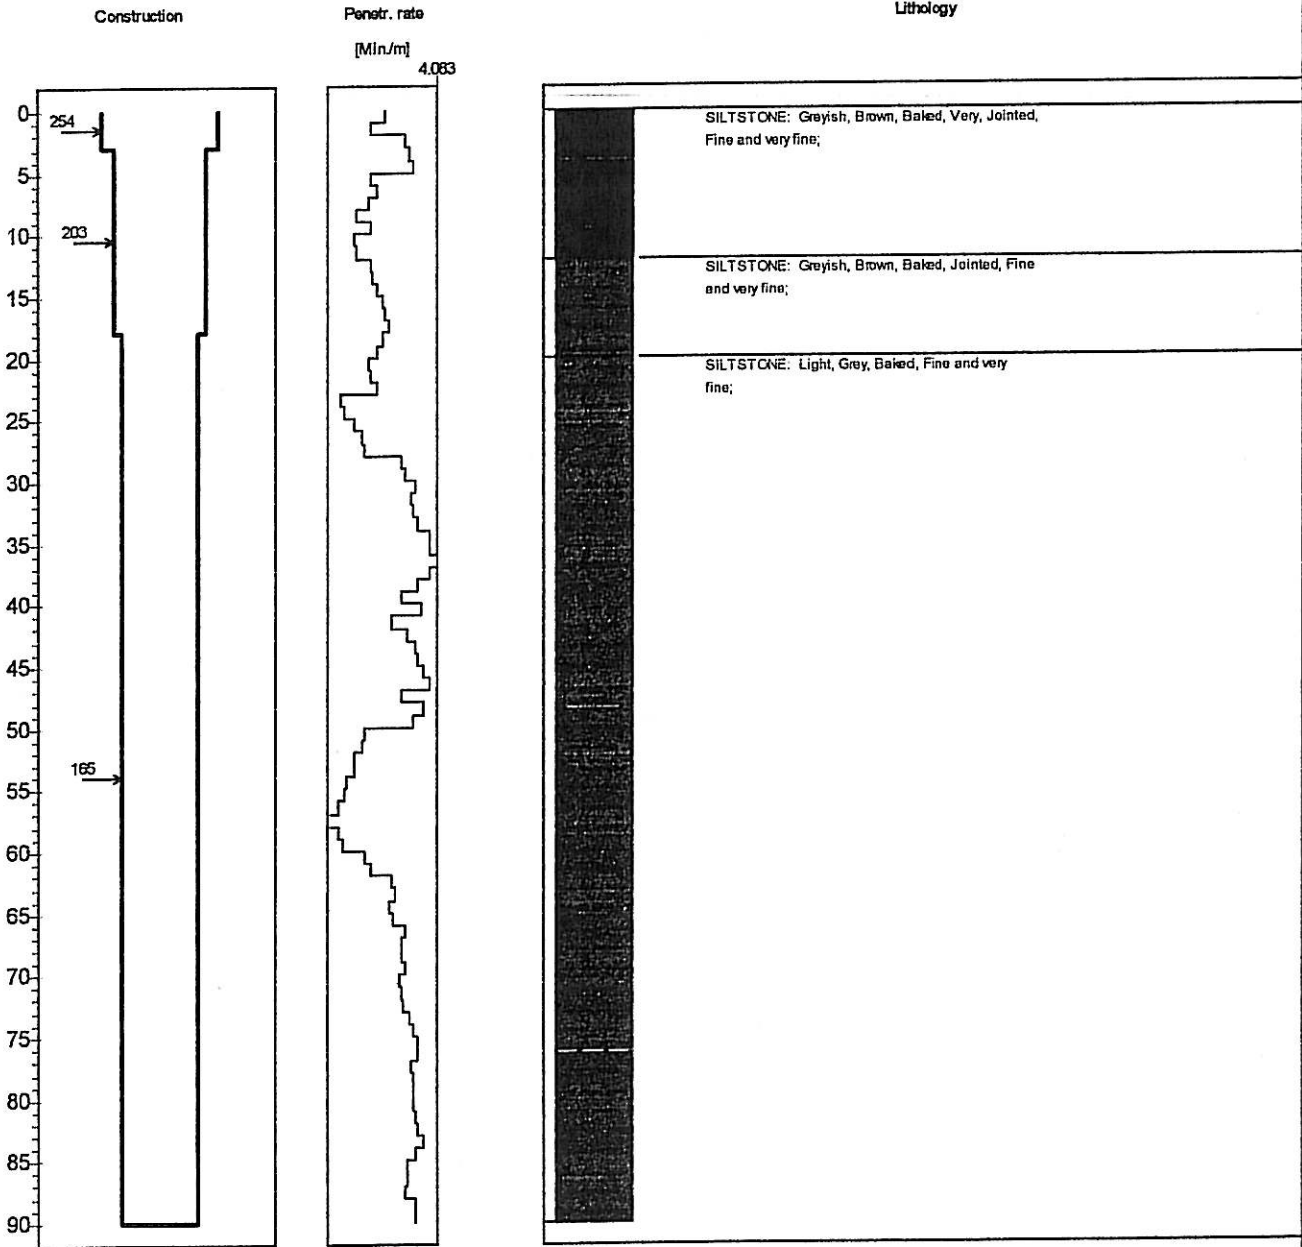 Construction
Penetr. rate
Lithology
[Min./m]
4.083
0
254
5
203
10
15
20
25
30
35
40
45
50
165
55
60
65
70
75
80
85
90
SILTSTONE: Greyish, Brown, Baked, Very, Jointed,
Fine and very fine;
SILTSTONE: Greyish, Brown, Baked, Jointed, Fine
and very fine;
SILTSTONE: Light, Grey, Baked, Fine and very
fine;